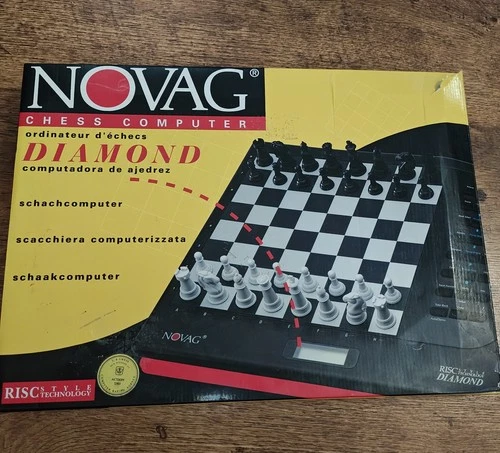 NOVAG®
CHESS COMPUTER
ordinateur d'échecs
DIAMOND
computadora de ajedrez
schachcomputer
scacchiera computerizzata
schaakcomputer
NOVAG®
RISC STYLE TECHNOLOGY
RISC
DIAMOND